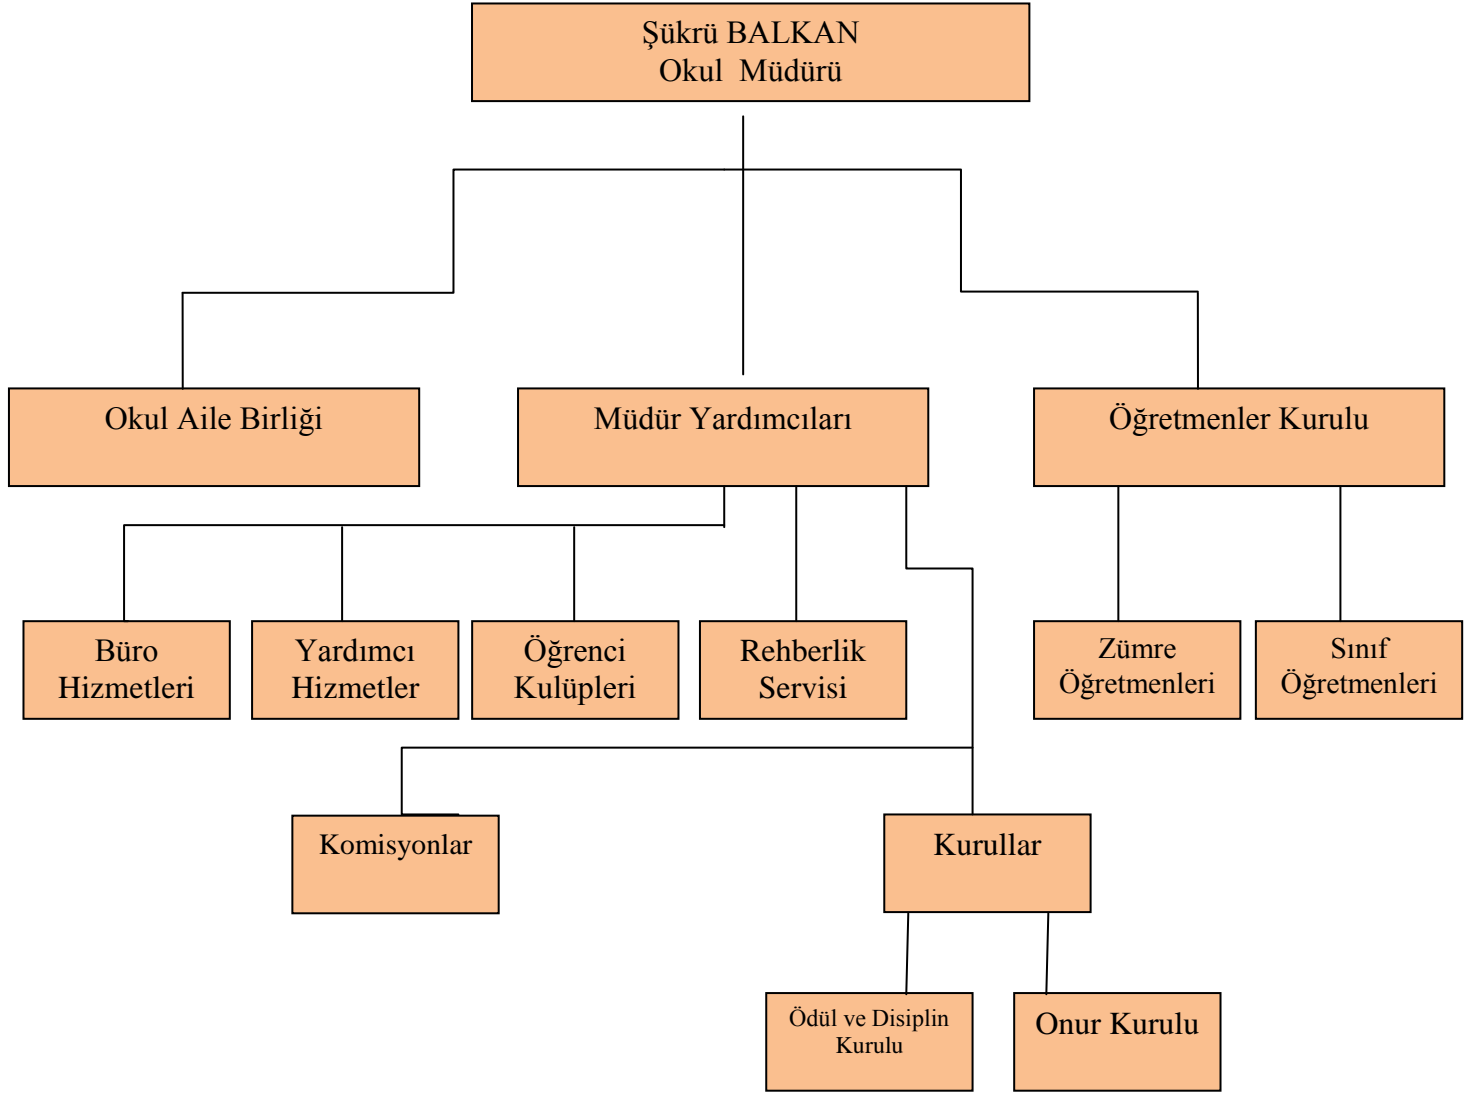 Şükrü BALKAN
Okul Müdürü
Okul Aile Birliği
Müdür Yardımcıları
Öğretmenler Kurulu
Büro
Hizmetleri
Yardımcı
Hizmetler
Öğrenci
Kulüpleri
Rehberlik
Servisi
Zümre
Öğretmenleri
Sınıf
Öğretmenleri
Komisyonlar
Kurullar
Ödül ve Disiplin
Kurulu
Onur Kurulu